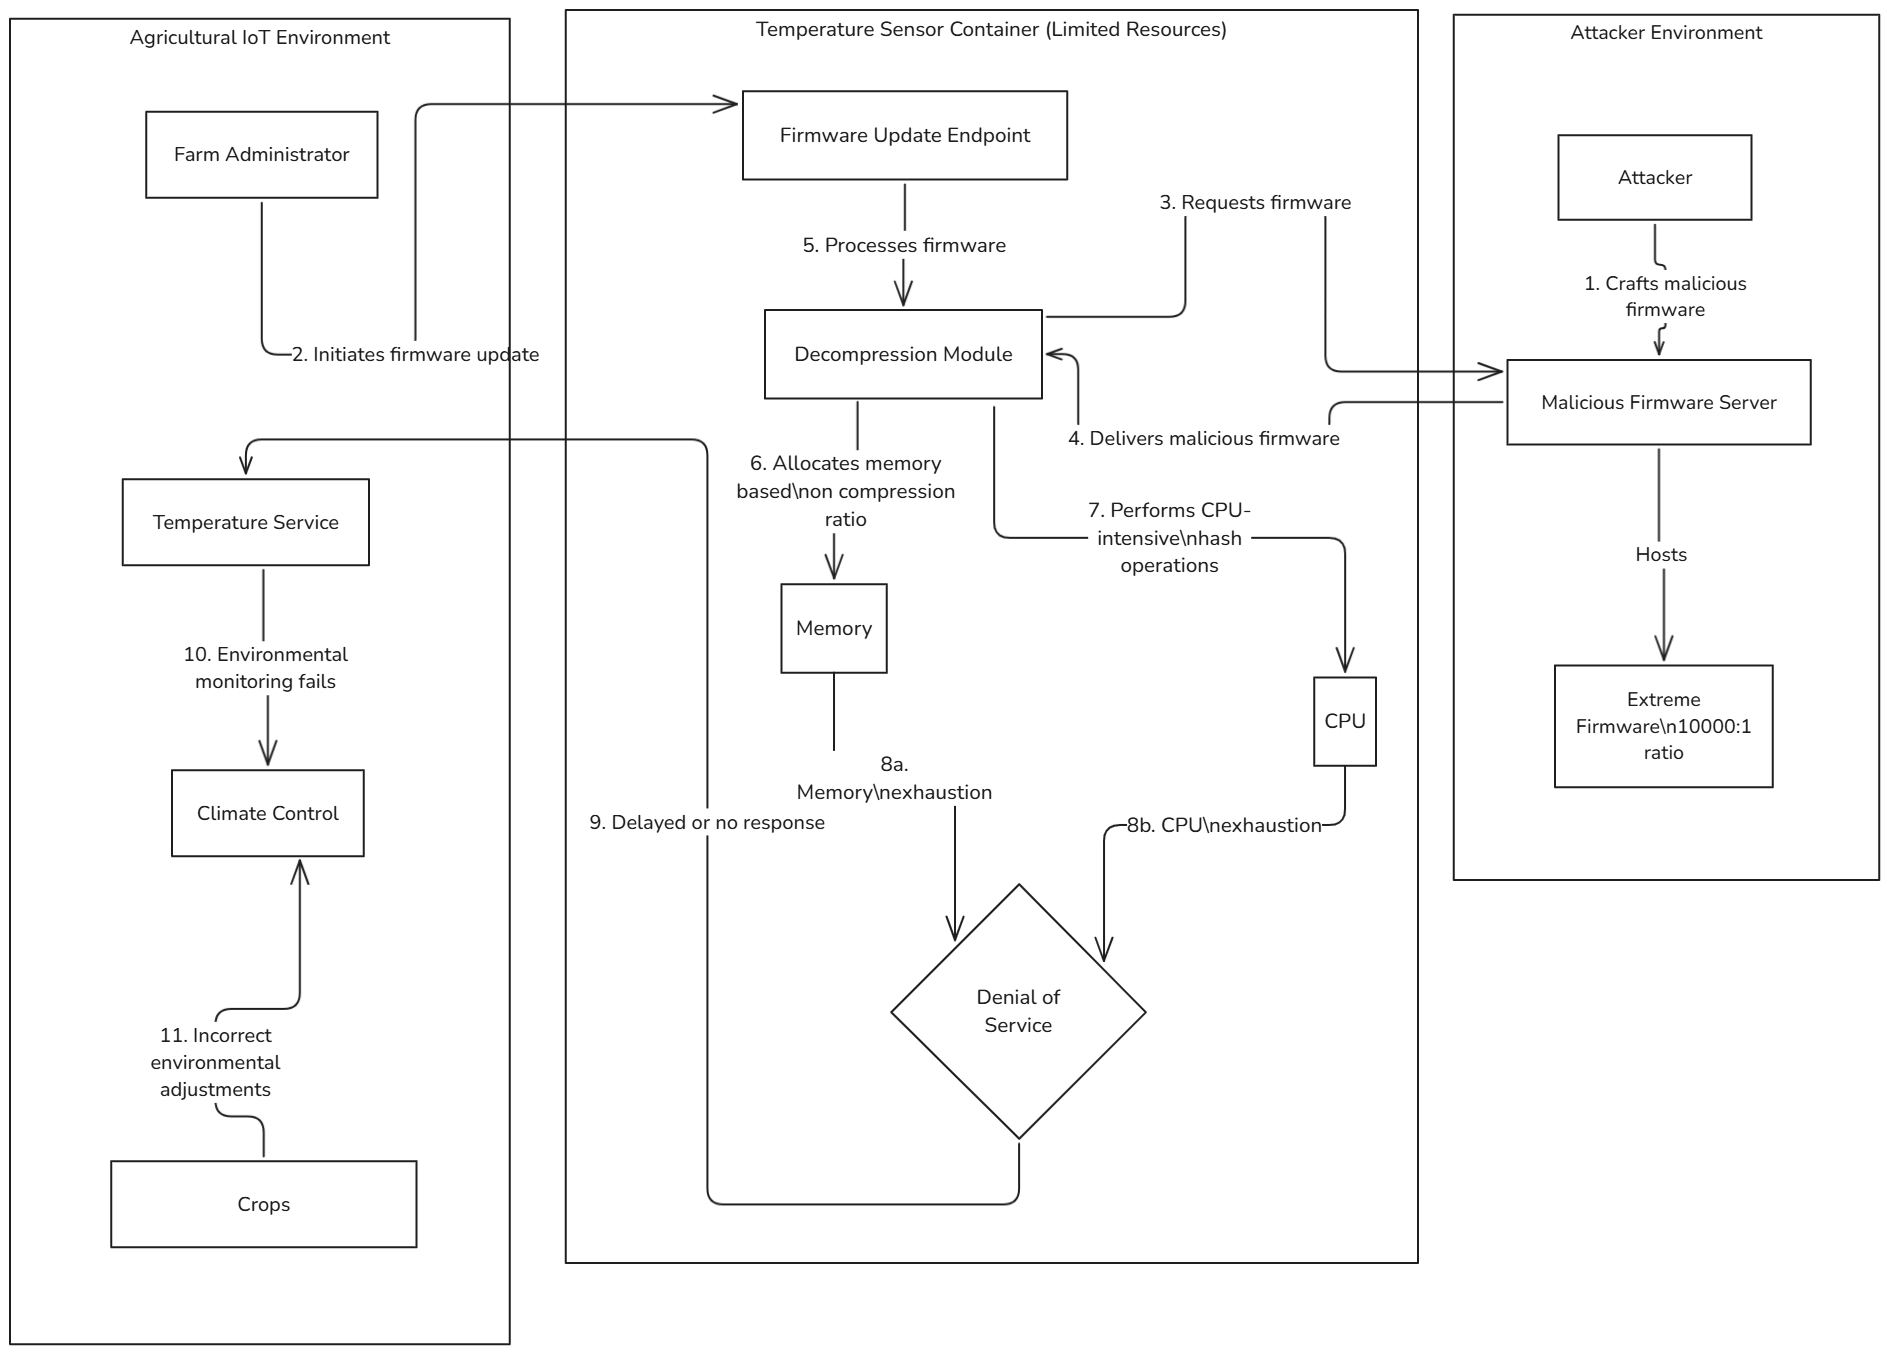 Agricultural IoT Environment
Farm Administrator
2. Initiates firmware update
Temperature Service
10. Environmental
monitoring fails
Climate Control
11. Incorrect
environmental
adjustments
Crops
Temperature Sensor Container (Limited Resources)
Firmware Update Endpoint
3. Requests firmware
5. Processes firmware
Decompression Module
4. Delivers malicious firmware
6. Allocates memory
based\non compression
ratio
7. Performs CPU-
intensive\nhash
operations
Memory
CPU
8a.
Memory\nexhaustion
9. Delayed or no response
8b. CPU\nexhaustion
Denial of
Service
Attacker Environment
Attacker
1. Crafts malicious
firmware
Malicious Firmware Server
Hosts
Extreme
Firmware\n10000:1
ratio